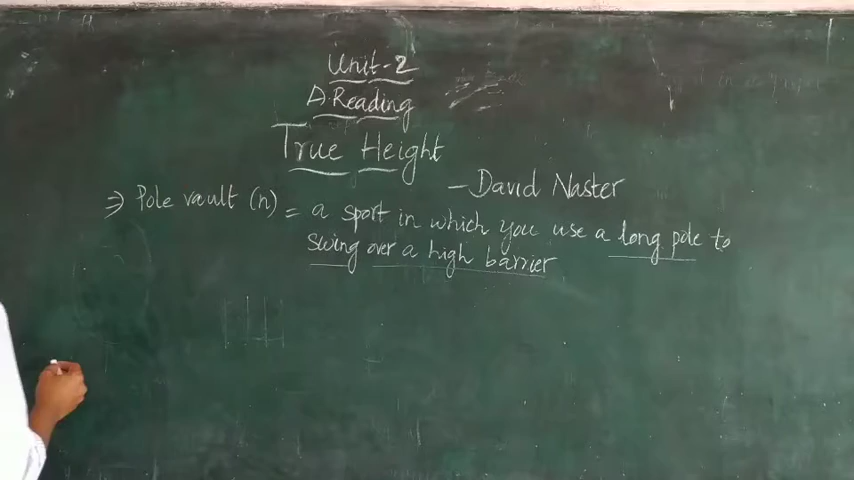 Unit-2
A.Reading
True Height
-David Naster
⇒ Pole vault (n) = a sport in which you use a long pole to
swing over a high barrier